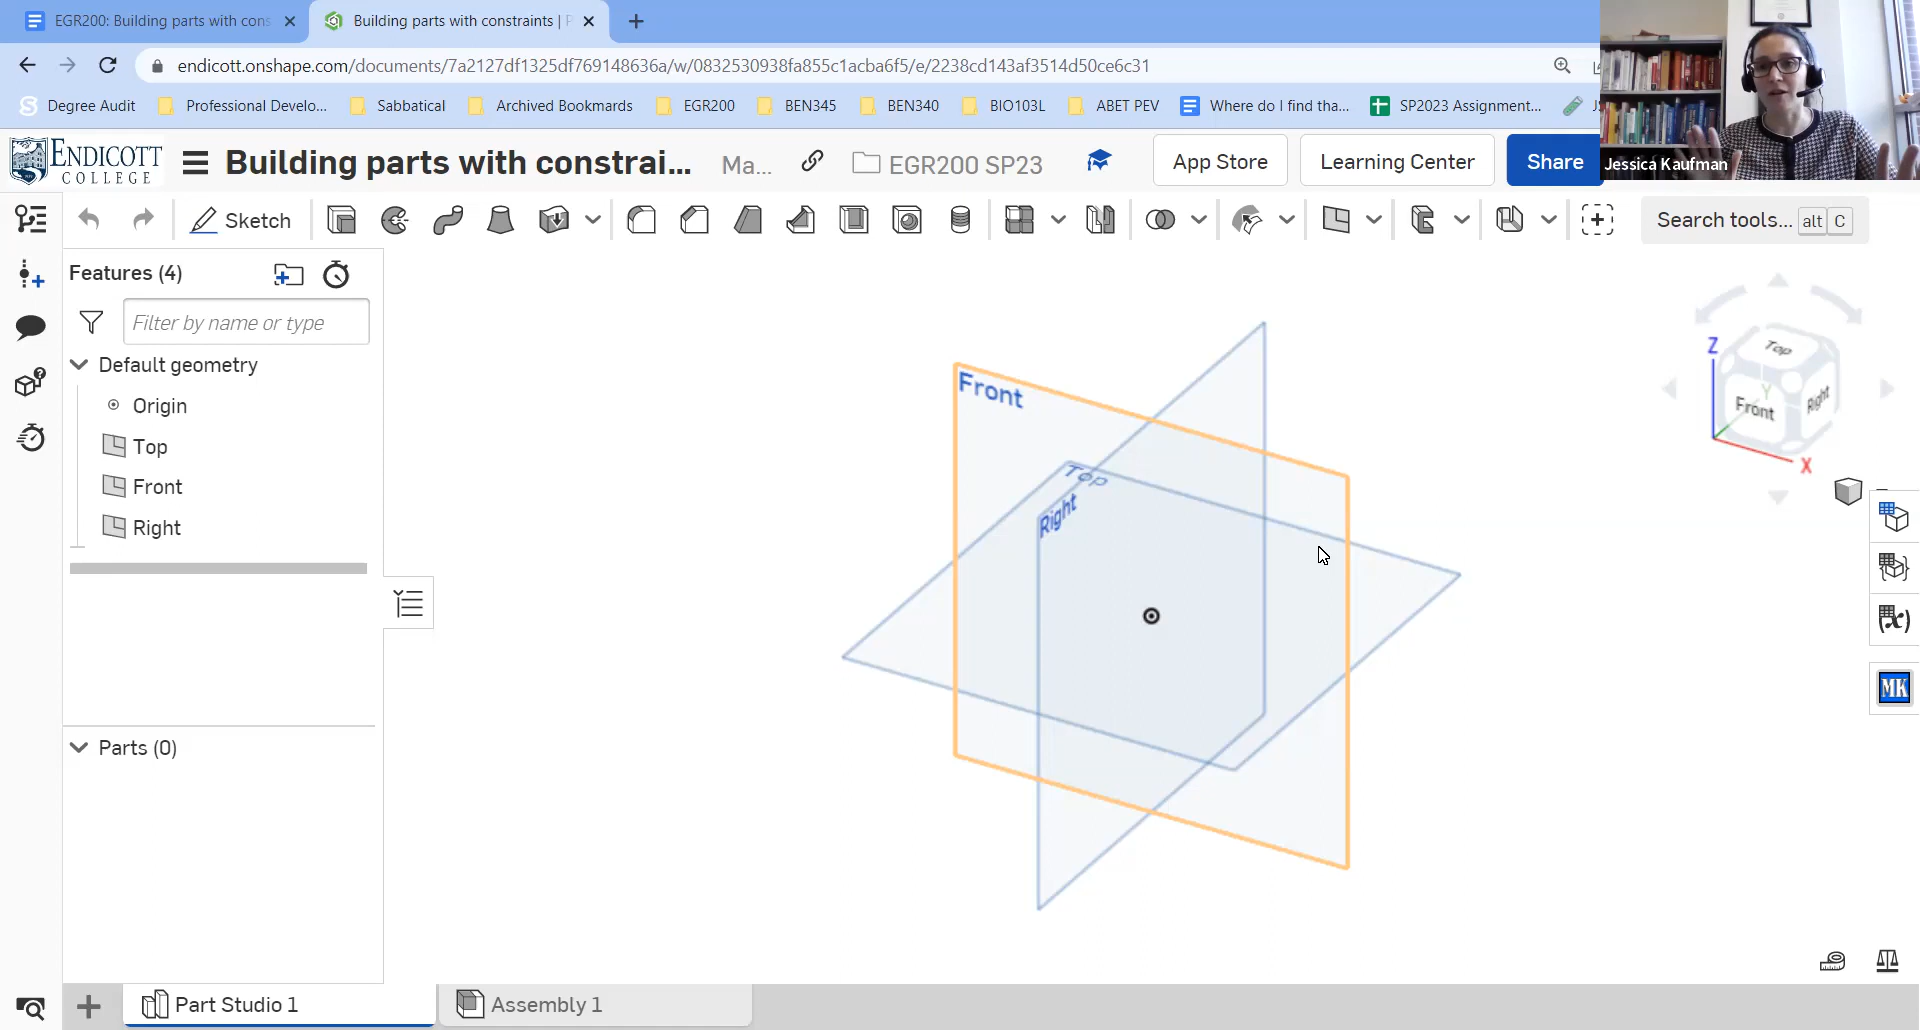 EGR200: Building parts with cons
Building parts with constraints | P
endicott.onshape.com/documents/7a2127df1325df769148636a/w/0832530938fa855c1acba6f5/e/2238cd143af3514d50ce6c31
Degree Audit
Professional Develo...
Sabbatical
Archived Bookmarks
EGR200
BEN345
BEN340
BIO103L
ABET PEV
Where do I find tha...
SP2023 Assignment...
Jessica Kaufman
ENDICOTT
COLLEGE
Building parts with constrai...
Ma...
EGR200 SP23
App Store
Learning Center
Share
Sketch
Search tools... alt C
Features (4)
Filter by name or type
Default geometry
Origin
Top
Front
Right
Parts (0)
Front
Top
Right
Z
Top
Y
Front
Right
X
MK
Part Studio 1
Assembly 1